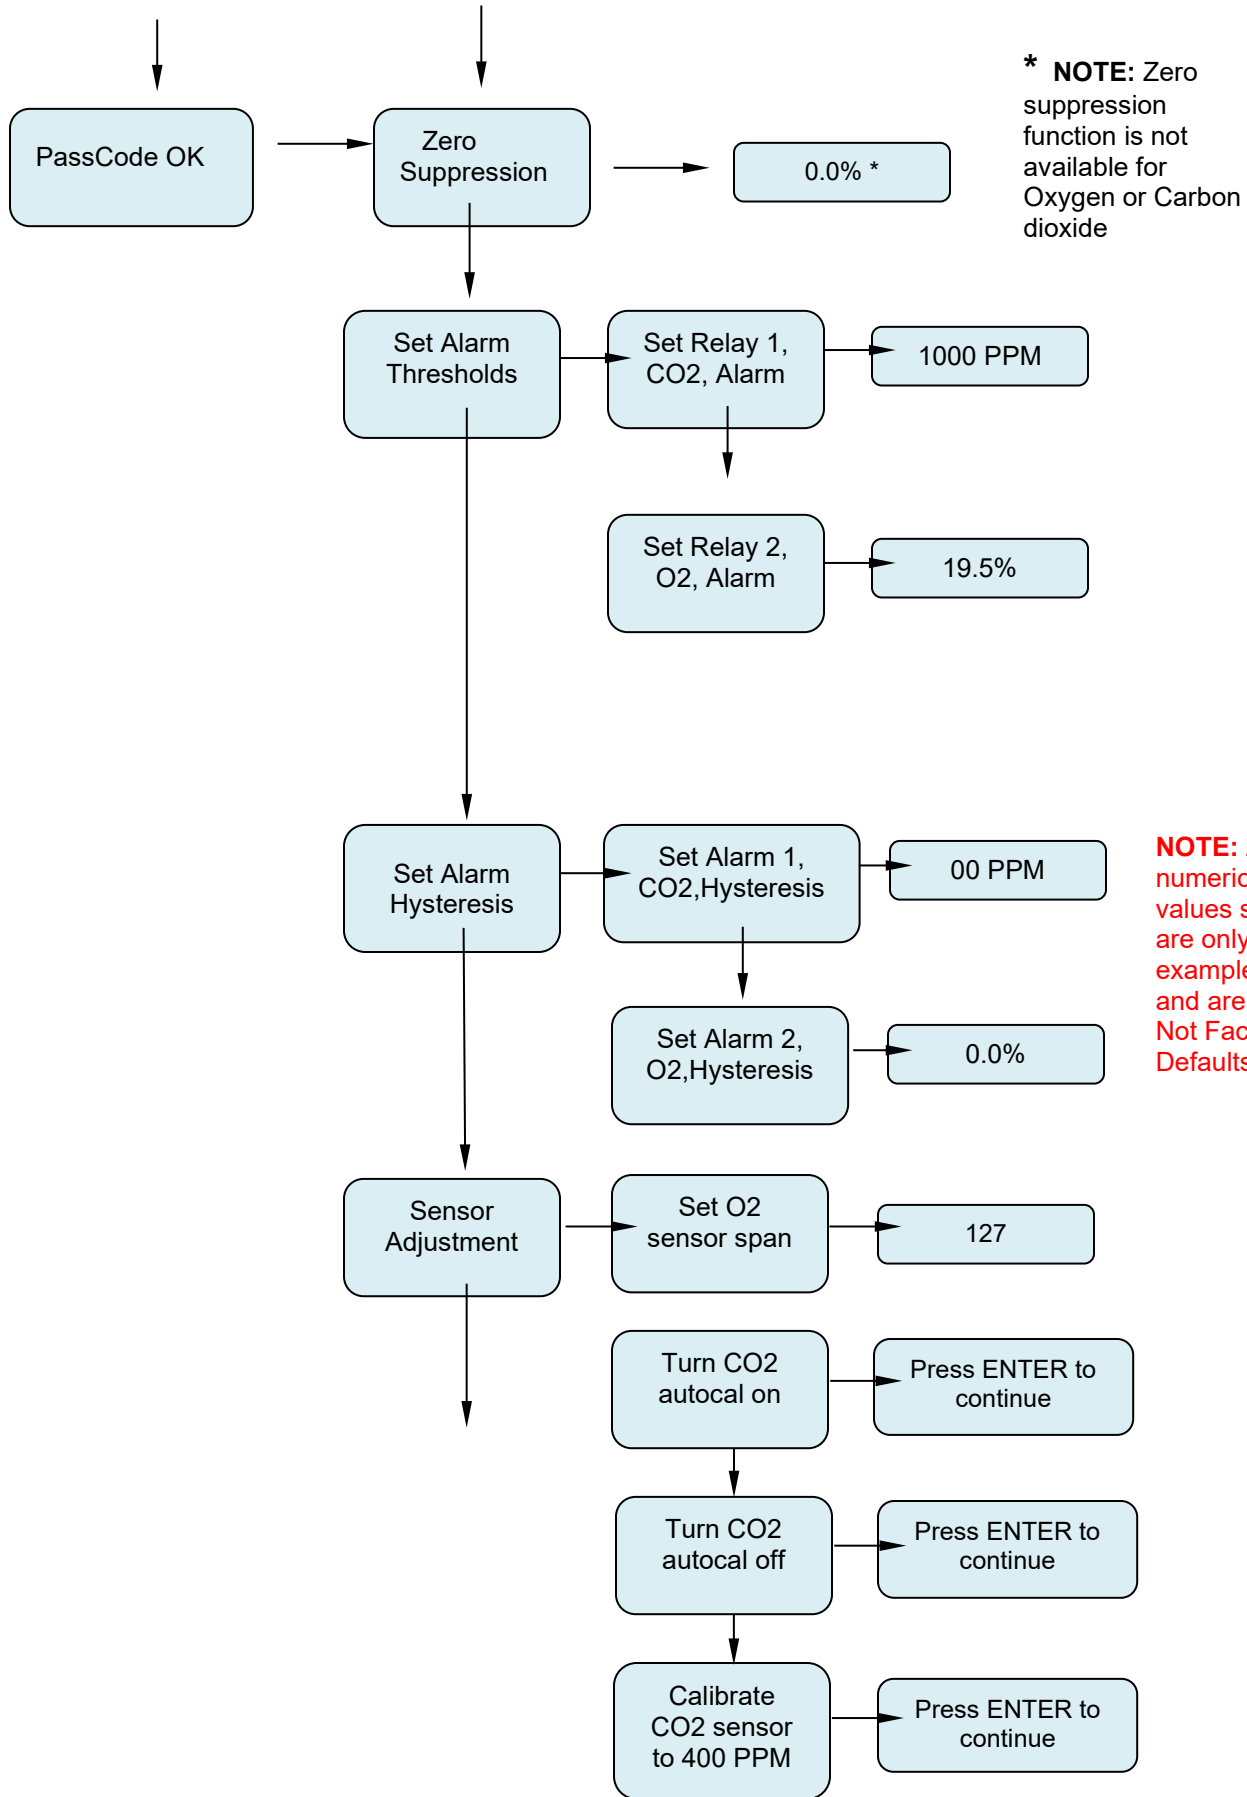 PassCode OK
Zero
Suppression
0.0% *
* NOTE: Zero
suppression
function is not
available for
Oxygen or Carbon
dioxide
Set Alarm
Thresholds
Set Relay 1,
CO2, Alarm
1000 PPM
Set Relay 2,
O2, Alarm
19.5%
Set Alarm
Hysteresis
Set Alarm 1,
CO2,Hysteresis
00 PPM
NOTE:
values
are only
and are
Not
Set Alarm 2,
O2,Hysteresis
0.0%
Sensor
Adjustment
Set O2
sensor span
127
Turn CO2
autocal on
Press ENTER to
continue
Turn CO2
autocal off
Press ENTER to
continue
Calibrate
CO2 sensor
to 400 PPM
Press ENTER to
continue